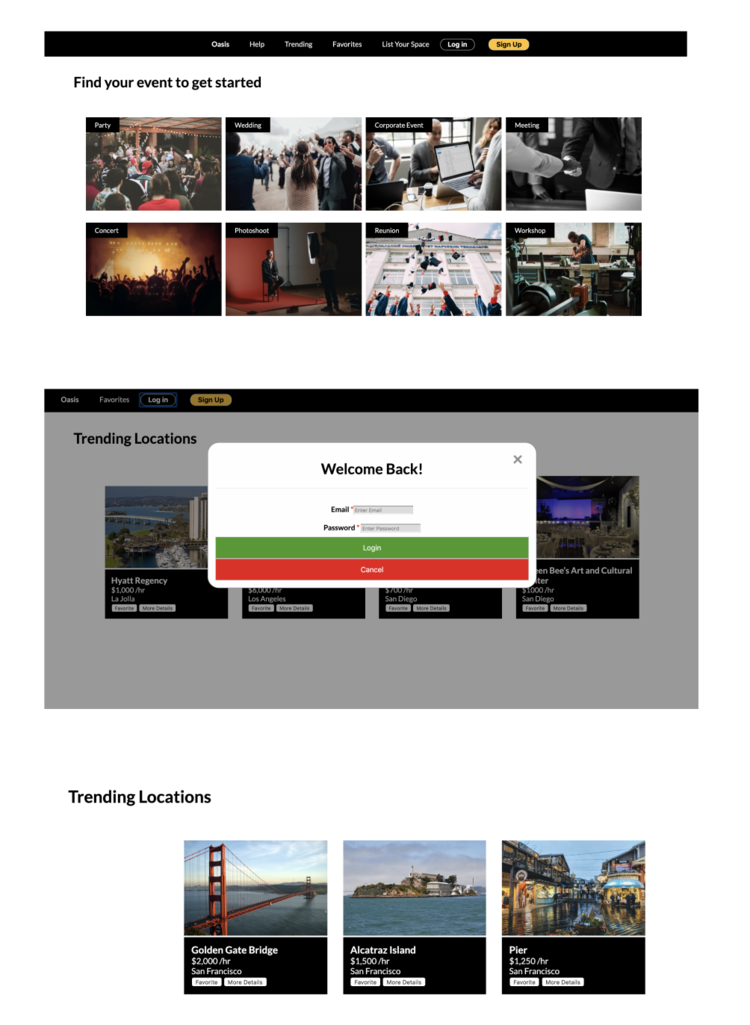 Oasis Help Trending Favorites List Your Space Log in Sign Up
Find your event to get started
Party Wedding Corporate Event Meeting
Concert Photoshoot Reunion Workshop
Oasis Favorites Log in Sign Up
Trending Locations
Welcome Back!
Email * Enter Email
Password * Enter Password
Login
Cancel
Hyatt Regency
$1,000 /hr
La Jolla
Favorite More Details
$6,000 /hr
Los Angeles
Favorite More Details
$700 /hr
San Diego
Favorite More Details
Bee's Art and Cultural
$1000 /hr
San Diego
Favorite More Details
Trending Locations
Golden Gate Bridge
$2,000 /hr
San Francisco
Favorite More Details
Alcatraz Island
$1,500 /hr
San Francisco
Favorite More Details
Pier
$1,250 /hr
San Francisco
Favorite More Details